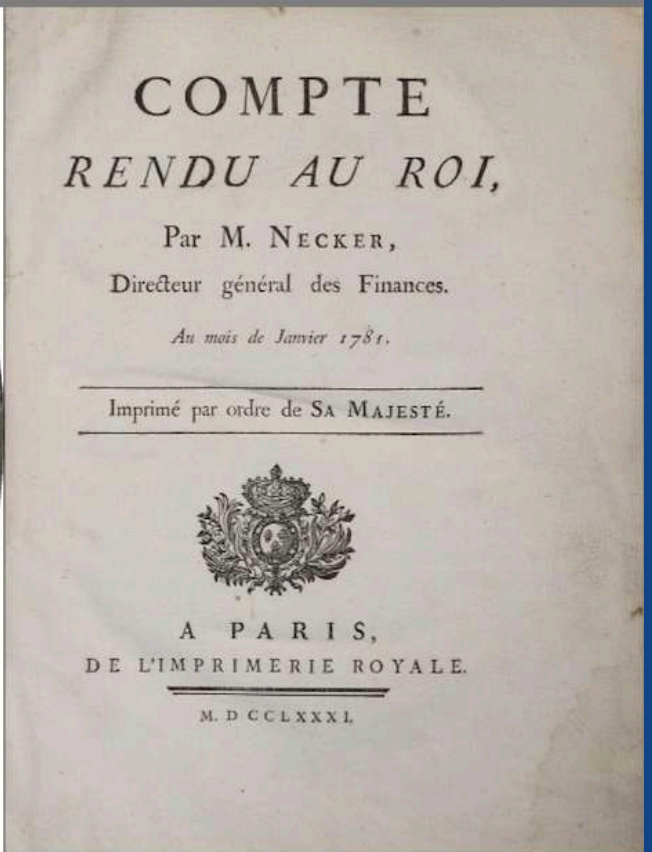 COMPTE
RENDU AU ROI,
Par M. NECKER,
Directeur général des Finances.
Au mois de Janvier 1781.
Imprimé par ordre de SA MAJESTÉ.
A PARIS,
DE L'IMPRIMERIE ROYALE.
M. D CCLXXXI.